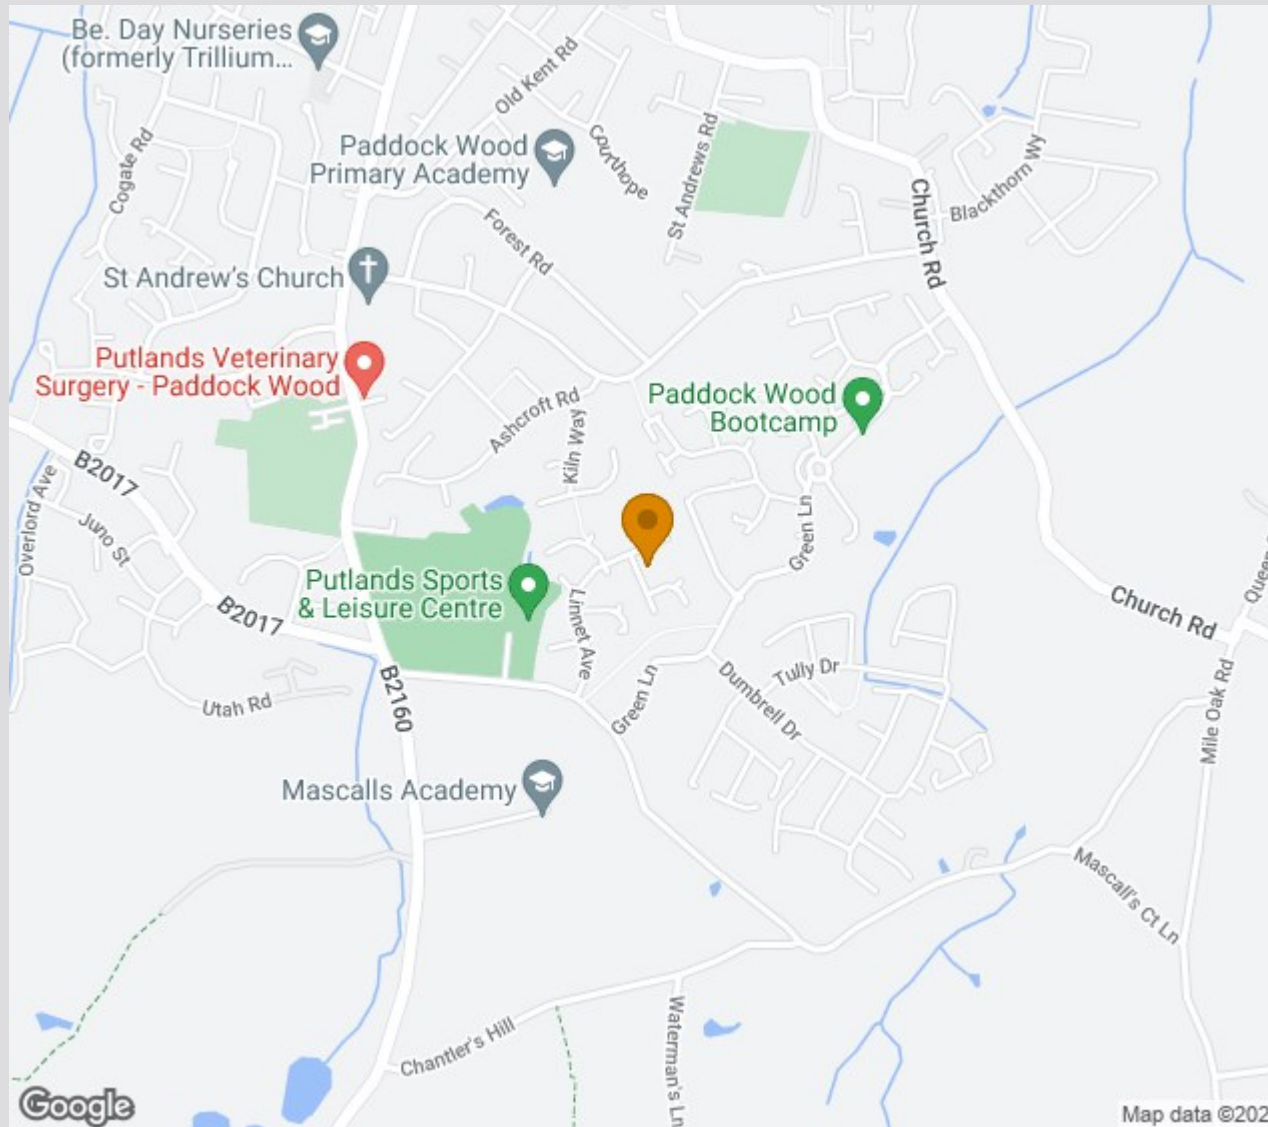 Be. Day Nurseries
(formerly Trillium...
Old Kent Rd
Cogate Rd
Paddock Wood
Primary Academy
Courthope
St Andrews Rd
Blackthorn Wy
Church Rd
Forest Rd
St Andrew's Church
Putlands Veterinary
Surgery - Paddock Wood
Ashcroft Rd
Kiln Way
Paddock Wood
Bootcamp
B2017
Overlord Ave
Juno St
Green Ln
Putlands Sports
& Leisure Centre
Linnet Ave
B2017
Church Rd
Queen
B2160
Utah Rd
Green Ln
Dumbrell Dr
Tully Dr
Mile Oak Rd
Mascalls Academy
Mascall's Ct Ln
Chantler's Hill
Waterman's Ln
Google
Map data ©202